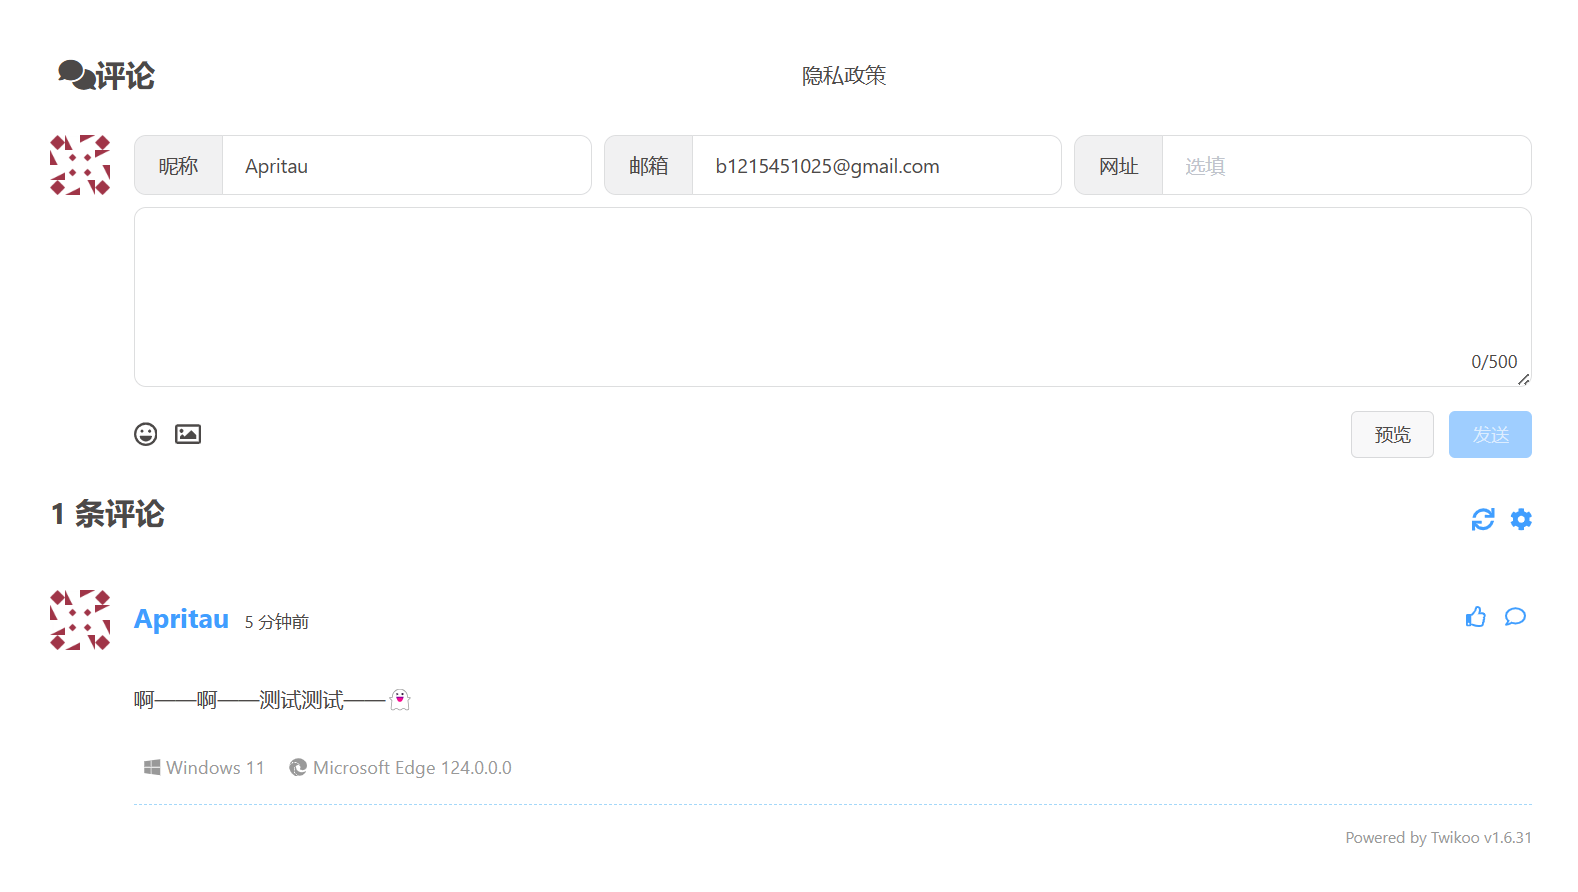 评论
隐私政策
昵称 Apritau 邮箱 b1215451025@gmail.com 网址 选填
0/500
预览 发送
1 条评论
Apritau 5 分钟前
啊——啊——测试测试——👻
Windows 11 Microsoft Edge 124.0.0.0
Powered by Twikoo v1.6.31